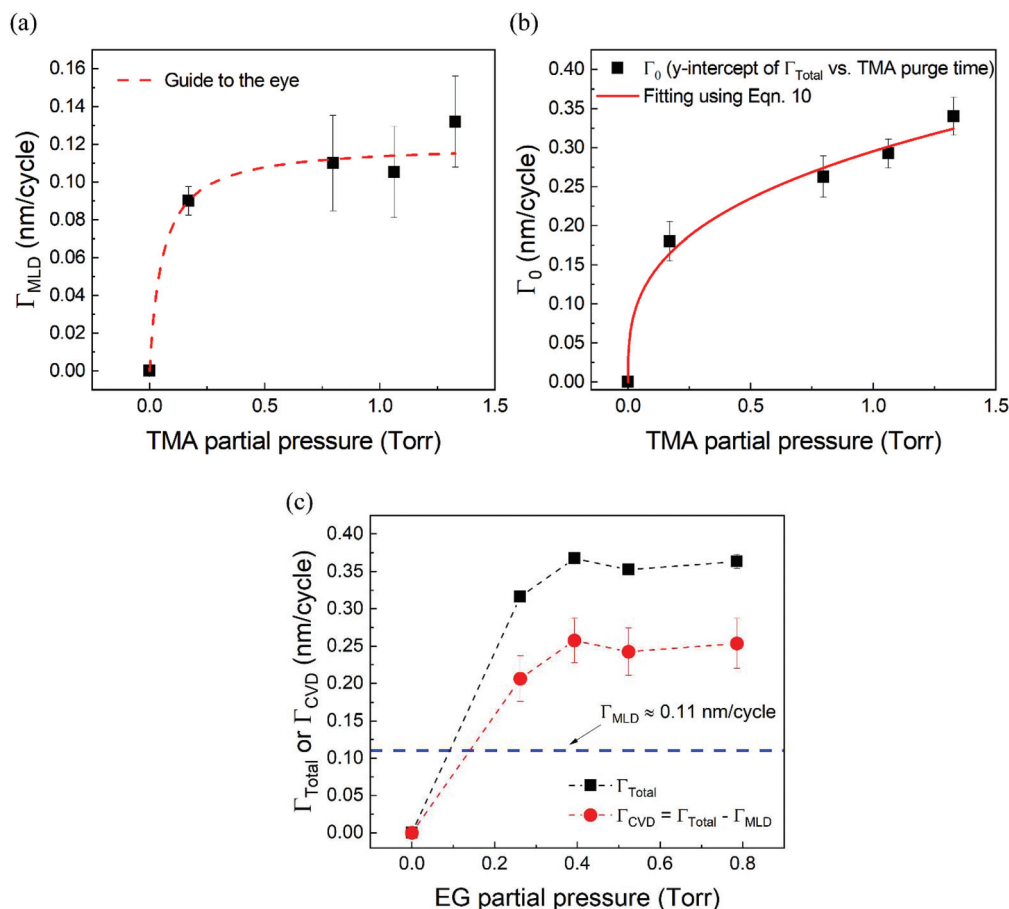 (a)
0.16
0.14
0.12
0.10
0.08
0.06
0.04
0.02
0.00
Γ_MLD (nm/cycle)
Guide to the eye
0.0 0.5 1.0 1.5
TMA partial pressure (Torr)
(b)
0.40
0.35
0.30
0.25
0.20
0.15
0.10
0.05
0.00
Γ₀ (nm/cycle)
Γ₀ (y-intercept of Γ_Total vs. TMA purge time)
Fitting using Eqn. 10
0.0 0.5 1.0 1.5
TMA partial pressure (Torr)
(c)
0.40
0.35
0.30
0.25
0.20
0.15
0.10
0.05
0.00
Γ_Total or Γ_CVD (nm/cycle)
Γ_MLD ≈ 0.11 nm/cycle
Γ_Total
Γ_CVD = Γ_Total - Γ_MLD
0.0 0.2 0.4 0.6 0.8
EG partial pressure (Torr)